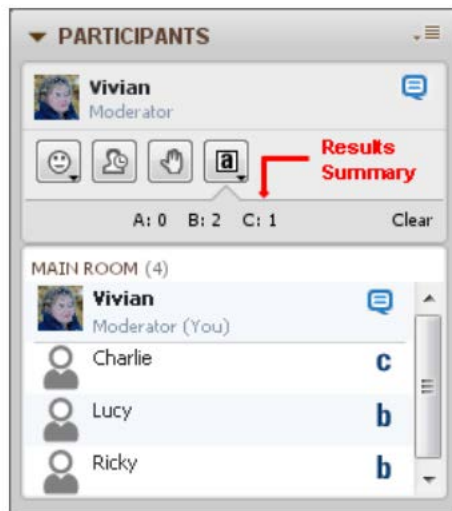 PARTICIPANTS
Vivian
Moderator
a
Results
Summary
A: 0 B: 2 C: 1 Clear
MAIN ROOM (4)
Vivian
Moderator (You)
Charlie c
Lucy b
Ricky b